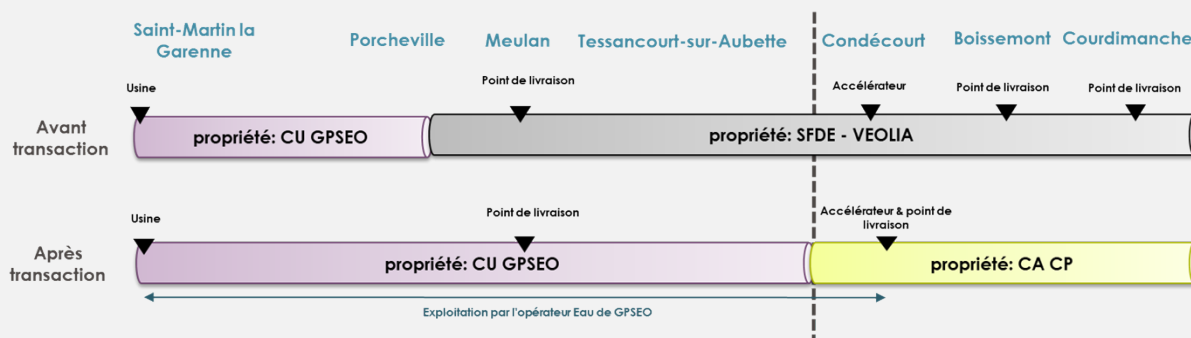 Saint-Martin la
Garenne
Porcheville
Meulan
Tessancourt-sur-Aubette
Condécourt
Boissemont
Courdimanche
Usine
Point de livraison
Accélérateur
Point de livraison
Point de livraison
Avant
transaction
propriété: CU GPSEO
propriété: SFDE - VEOLIA
Usine
Point de livraison
Accélérateur & point de
livraison
Après
transaction
propriété: CU GPSEO
propriété: CA CP
Exploitation par l'opérateur Eau de GPSEO